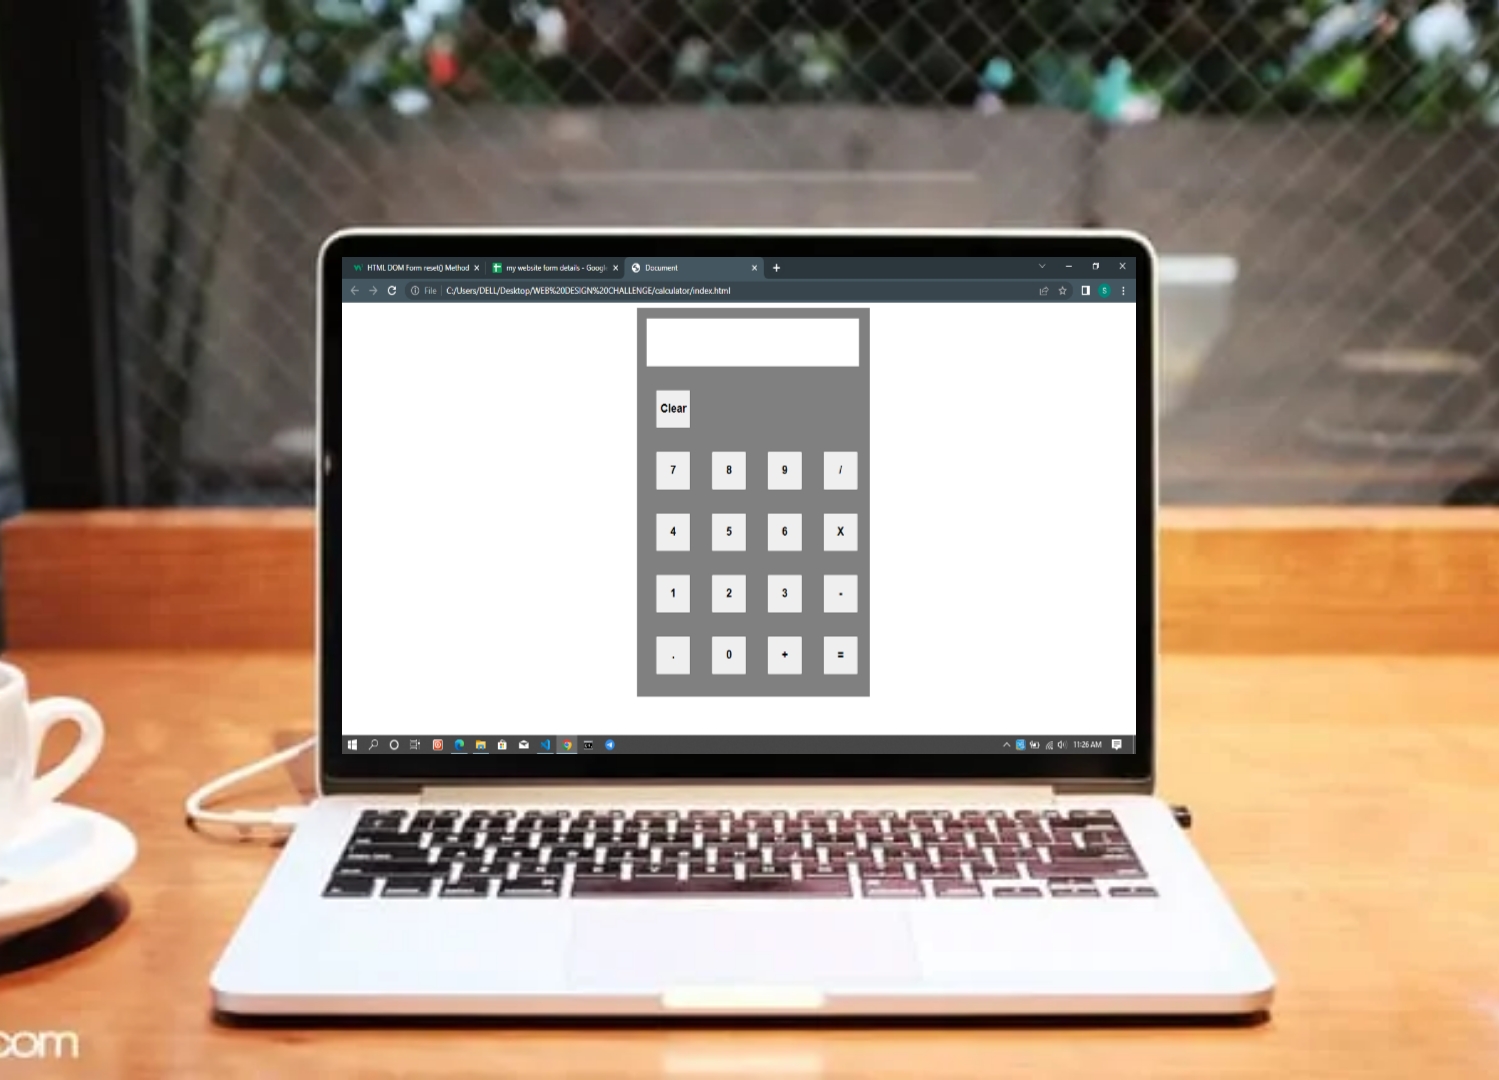 HTML DOM Form reset() Method
my website form details - Google
Document
File C:/Users/DELL/Desktop/WEB%20DESIGN%20CHALLENGE/calculator/index.html
S
Clear
7 8 9 /
4 5 6 X
1 2 3 -
. 0 + =
11:26 AM
com